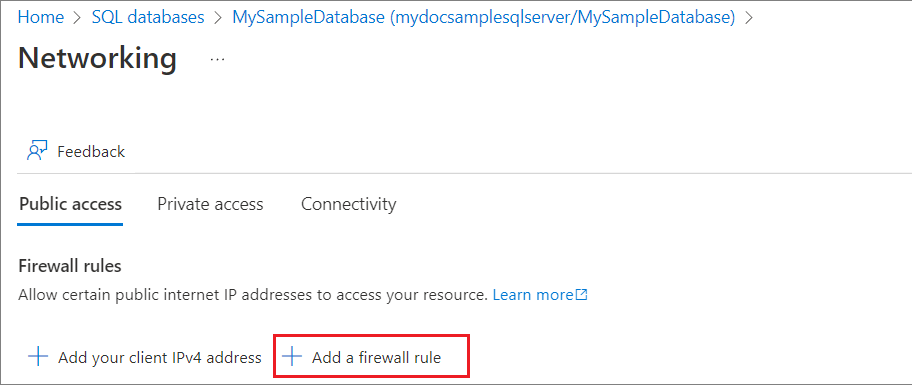 Home > SQL databases > MySampleDatabase (mydocsamplesqlserver/MySampleDatabase) >
Networking ...
Feedback
Public access Private access Connectivity
Firewall rules
Allow certain public internet IP addresses to access your resource. Learn more
+ Add your client IPv4 address + Add a firewall rule